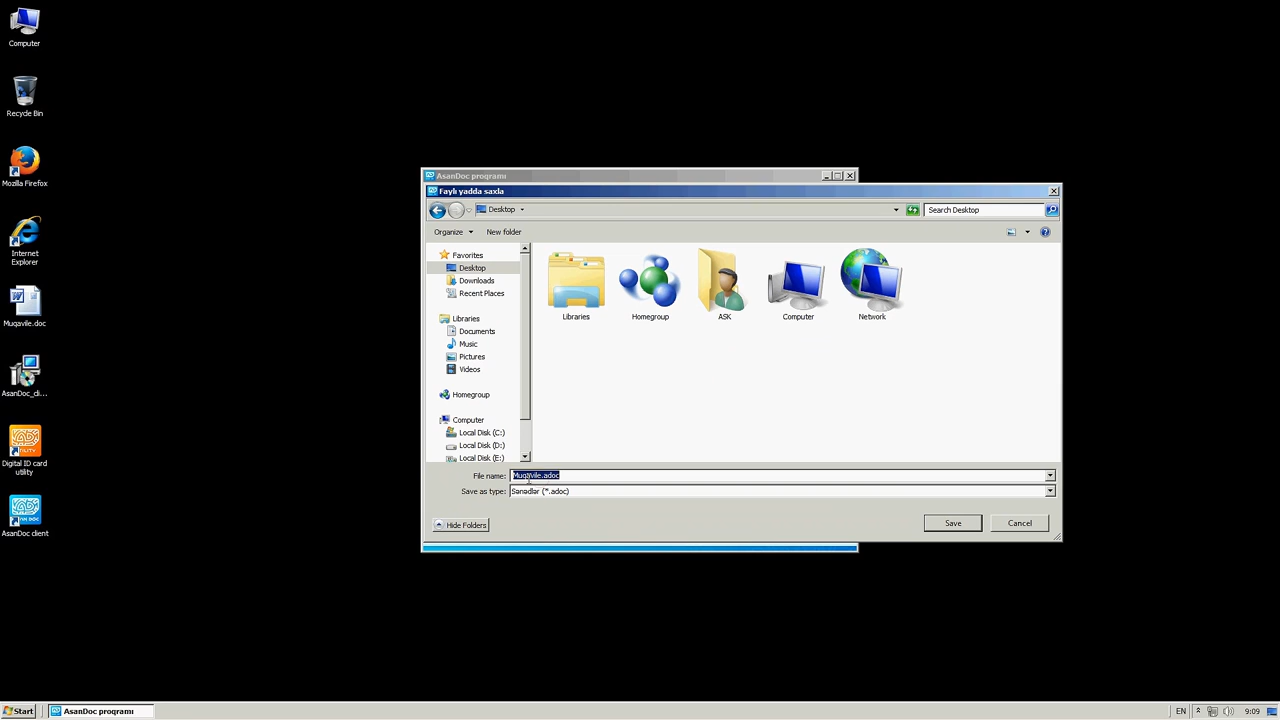 Computer
Recycle Bin
Mozilla Firefox
Internet
Explorer
Muqavile.doc
AsanDoc_cli...
Digital ID card
utility
AsanDoc client
AsanDoc proqramı
Faylı yadda saxla
Desktop
Search Desktop
Organize
New folder
Favorites
Desktop
Downloads
Recent Places
Libraries
Documents
Music
Pictures
Videos
Homegroup
Computer
Local Disk (C:)
Local Disk (D:)
Local Disk (E:)
Libraries
Homegroup
ASK
Computer
Network
File name: Muqavile.adoc
Save as type: Sənədlər (*.adoc)
Hide Folders
Save
Cancel
Start
AsanDoc proqramı
EN
9:09